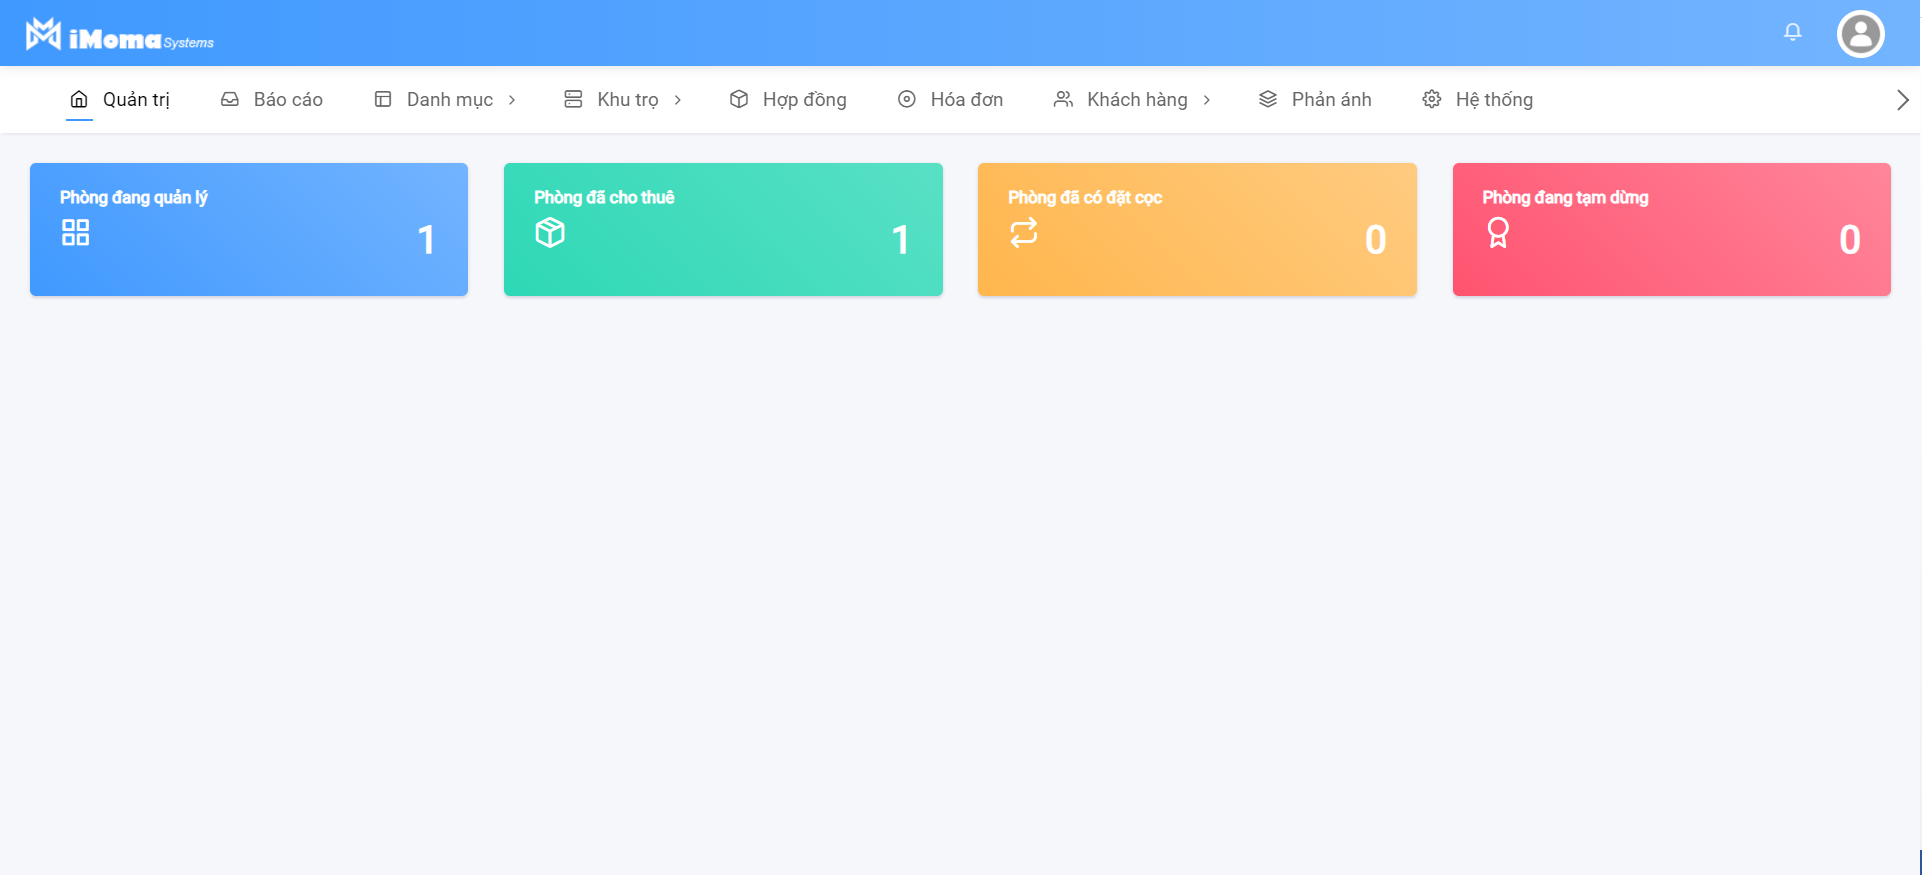 iMoma Systems
Quản trị
Báo cáo
Danh mục
Khu trọ
Hợp đồng
Hóa đơn
Khách hàng
Phản ánh
Hệ thống
Phòng đang quản lý
1
Phòng đã cho thuê
1
Phòng đã có đặt cọc
0
Phòng đang tạm dừng
0